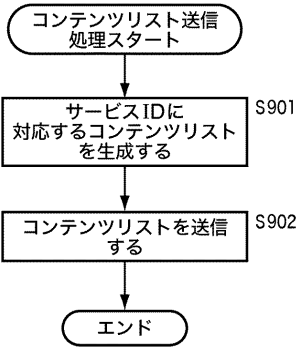 コンテンツリスト送信
処理スタート
サービスIDに
対応するコンテンツリスト
を生成する
S901
コンテンツリストを送信
する
S902
エンド